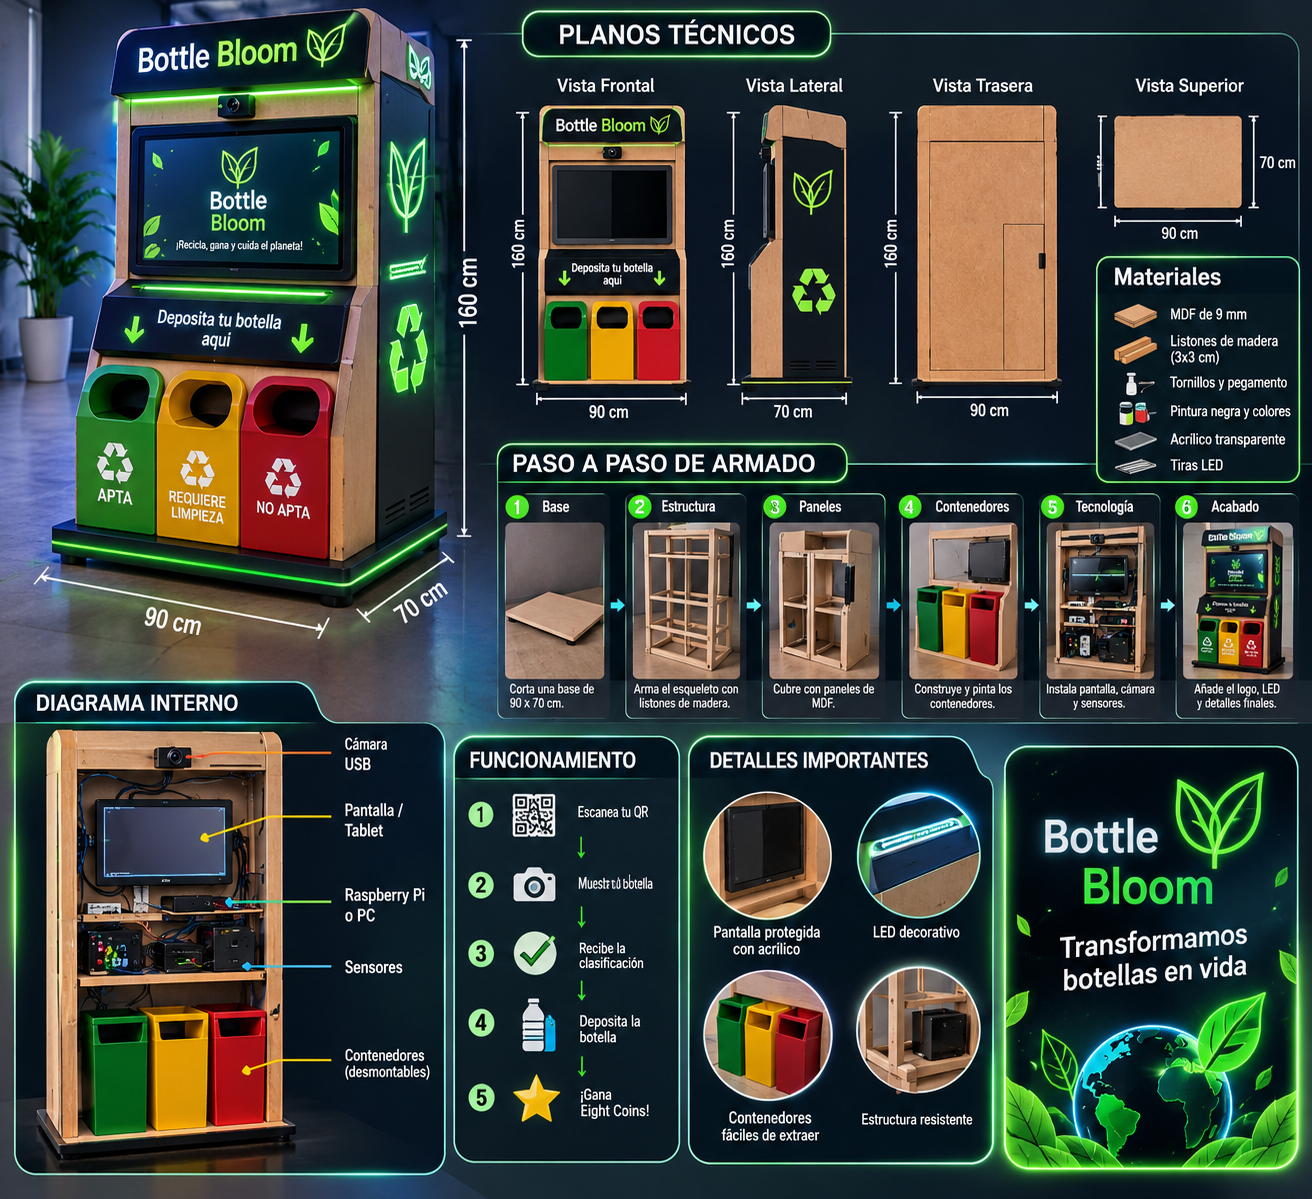 Bottle Bloom
Bottle
Bloom
¡Recicla, gana y cuida el planeta!
Deposita tu botella
aqui
APTA
REQUIERE
LIMPIEZA
NO APTA
160 cm
90 cm
70 cm
PLANOS TÉCNICOS
Vista Frontal
Vista Lateral
Vista Trasera
Vista Superior
Bottle Bloom
Deposita tu botella
aqui
160 cm
90 cm
160 cm
70 cm
160 cm
90 cm
70 cm
90 cm
Materiales
MDF de 9 mm
Listones de madera
(3x3 cm)
Tornillos y pegamento
Pintura negra y colores
Acrílico transparente
Tiras LED
PASO A PASO DE ARMADO
1 Base
Corta una base de
90 x 70 cm.
2 Estructura
Arma el esqueleto con
listones de madera.
3 Paneles
Cubre con paneles de
MDF.
4 Contenedores
Construye y pinta los
contenedores.
5 Tecnología
Instala pantalla, cámara
y sensores.
6 Acabado
Añade el logo, LED
y detalles finales.
DIAGRAMA INTERNO
Cámara
USB
Pantalla /
Tablet
Raspberry Pi
o PC
Sensores
Contenedores
(desmontables)
FUNCIONAMIENTO
1 Escanea tu QR
2 Muestr tú botella
3 Recibe la
clasificación
4 Deposita la
botella
5 ¡Gana
Eight Coins!
DETALLES IMPORTANTES
Pantalla protegida
con acrílico
LED decorativo
Contenedores
fáciles de extraer
Estructura resistente
Bottle
Bloom
Transformamos
botellas en vida